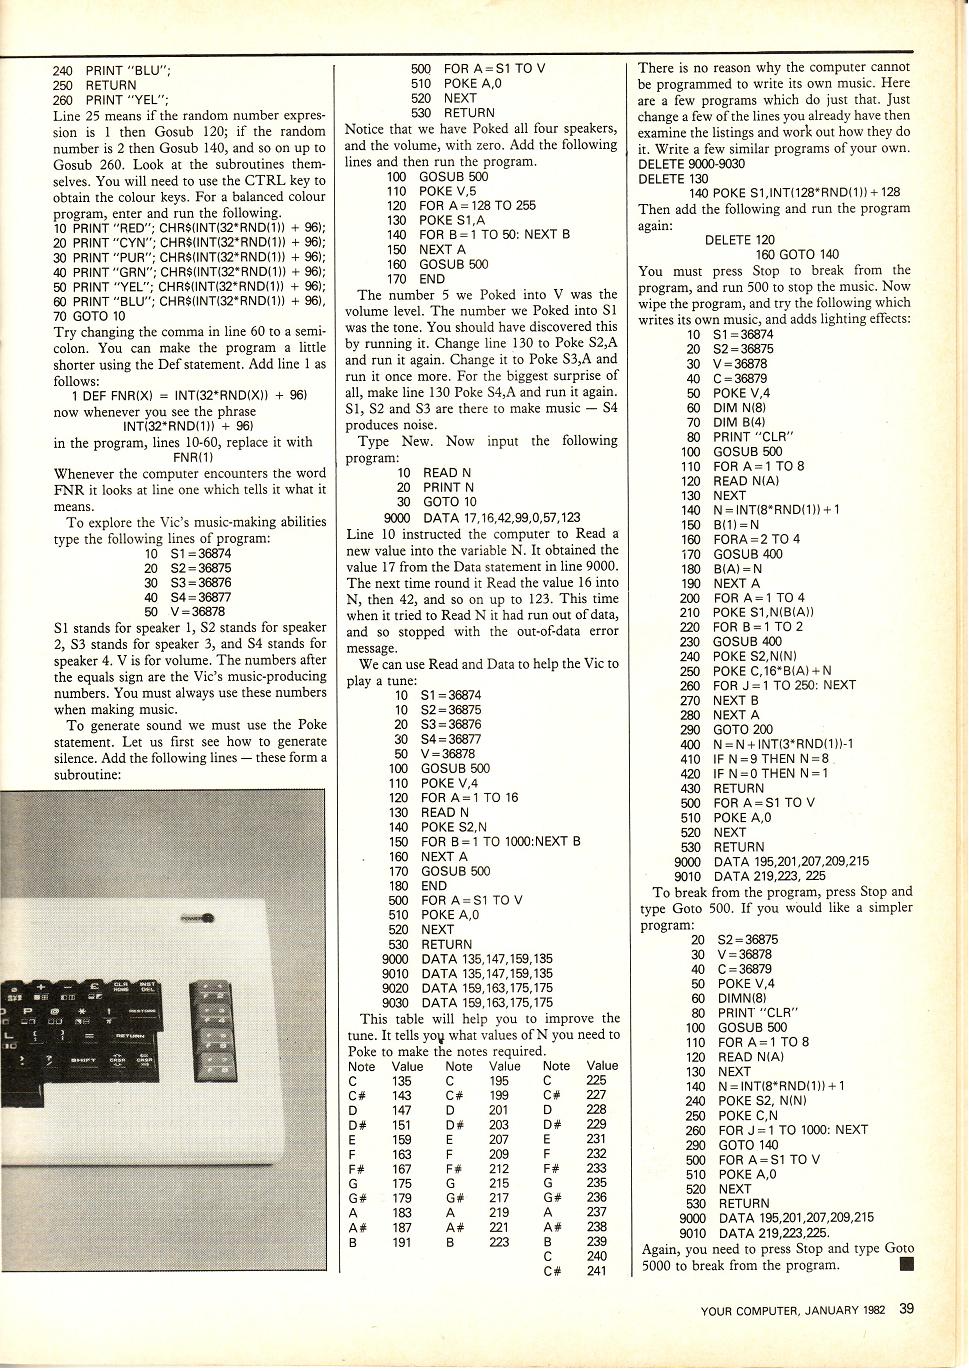 240 PRINT "BLU";
250 RETURN
260 PRINT "YEL";
Line 25 means if the random number expres-
sion is 1 then Gosub 120; if the random
number is 2 then Gosub 140, and so on up to
Gosub 260. Look at the subroutines them-
selves. You will need to use the CTRL key to
obtain the colour keys. For a balanced colour
program, enter and run the following.
10 PRINT "RED"; CHR$(INT(32*RND(1)) + 96);
20 PRINT "CYN"; CHR$(INT(32*RND(1)) + 96);
30 PRINT "PUR"; CHR$(INT(32*RND(1)) + 96);
40 PRINT "GRN"; CHR$(INT(32*RND(1)) + 96);
50 PRINT "YEL"; CHR$(INT(32*RND(1)) + 96);
60 PRINT "BLU"; CHR$(INT(32*RND(1)) + 96),
70 GOTO 10
Try changing the comma in line 60 to a semi-
colon. You can make the program a little
shorter using the Def statement. Add line 1 as
follows:
1 DEF FNR(X) = INT(32*RND(X)) + 96)
now whenever you see the phrase
INT(32*RND(1)) + 96)
in the program, lines 10-60, replace it with
FNR(1)
Whenever the computer encounters the word
FNR it looks at line one which tells it what it
means.
To explore the Vic's music-making abilities
type the following lines of program:
10 S1=36874
20 S2=36875
30 S3=36876
40 S4=36877
50 V=36878
S1 stands for speaker 1, S2 stands for speaker
2, S3 stands for speaker 3, and S4 stands for
speaker 4. V is for volume. The numbers after
the equals sign are the Vic's music-producing
numbers. You must always use these numbers
when making music.
To generate sound we must use the Poke
statement. Let us first see how to generate
silence. Add the following lines — these form a
subroutine:
POWER
0 + - £ CLR HOME INST DEL
P @ * ↑ RESTORE
L [ ] = RETURN
> ? SHIFT CRSR CRSR
500 FOR A=S1 TO V
510 POKE A,0
520 NEXT
530 RETURN
Notice that we have Poked all four speakers,
and the volume, with zero. Add the following
lines and then run the program.
100 GOSUB 500
110 POKE V,5
120 FOR A=128 TO 255
130 POKE S1,A
140 FOR B=1 TO 50: NEXT B
150 NEXT A
160 GOSUB 500
170 END
The number 5 we Poked into V was the
volume level. The number we Poked into S1
was the tone. You should have discovered this
by running it. Change line 130 to Poke S2,A
and run it again. Change it to Poke S3,A and
run it once more. For the biggest surprise of
all, make line 130 Poke S4,A and run it again.
S1, S2 and S3 are there to make music — S4
produces noise.
Type New. Now input the following
program:
10 READ N
20 PRINT N
30 GOTO 10
9000 DATA 17,16,42,99,0,57,123
Line 10 instructed the computer to Read a
new value into the variable N. It obtained the
value 17 from the Data statement in line 9000.
The next time round it Read the value 16 into
N, then 42, and so on up to 123. This time
when it tried to Read N it had run out of data,
and so stopped with the out-of-data error
message.
We can use Read and Data to help the Vic to
play a tune:
10 S1=36874
10 S2=36875
20 S3=36876
30 S4=36877
50 V=36878
100 GOSUB 500
110 POKE V,4
120 FOR A=1 TO 16
130 READ N
140 POKE S2,N
150 FOR B=1 TO 1000:NEXT B
160 NEXT A
170 GOSUB 500
180 END
500 FOR A=S1 TO V
510 POKE A,0
520 NEXT
530 RETURN
9000 DATA 135,147,159,135
9010 DATA 135,147,159,135
9020 DATA 159,163,175,175
9030 DATA 159,163,175,175
This table will help you to improve the
tune. It tells you what values of N you need to
Poke to make the notes required.
Note Value Note Value Note Value
C 135 C 195 C 225
C# 143 C# 199 C# 227
D 147 D 201 D 228
D# 151 D# 203 D# 229
E 159 E 207 E 231
F 163 F 209 F 232
F# 167 F# 212 F# 233
G 175 G 215 G 235
G# 179 G# 217 G# 236
A 183 A 219 A 237
A# 187 A# 221 A# 238
B 191 B 223 B 239
C 240
C# 241
There is no reason why the computer cannot
be programmed to write its own music. Here
are a few programs which do just that. Just
change a few of the lines you already have then
examine the listings and work out how they do
it. Write a few similar programs of your own.
DELETE 9000-9030
DELETE 130
140 POKE S1,INT(128*RND(1))+128
Then add the following and run the program
again:
DELETE 120
160 GOTO 140
You must press Stop to break from the
program, and run 500 to stop the music. Now
wipe the program, and try the following which
writes its own music, and adds lighting effects:
10 S1=36874
20 S2=36875
30 V=36878
40 C=36879
50 POKE V,4
60 DIM N(8)
70 DIM B(4)
80 PRINT "CLR"
100 GOSUB 500
110 FOR A=1 TO 8
120 READ N(A)
130 NEXT
140 N=INT(8*RND(1))+1
150 B(1)=N
160 FORA=2 TO 4
170 GOSUB 400
180 B(A)=N
190 NEXT A
200 FOR A=1 TO 4
210 POKE S1,N(B(A))
220 FOR B=1 TO 2
230 GOSUB 400
240 POKE S2,N(N)
250 POKE C,16*B(A)+N
260 FOR J=1 TO 250: NEXT
270 NEXT B
280 NEXT A
290 GOTO 200
400 N=N+INT(3*RND(1))-1
410 IF N=9 THEN N=8
420 IF N=0 THEN N=1
430 RETURN
500 FOR A=S1 TO V
510 POKE A,0
520 NEXT
530 RETURN
9000 DATA 195,201,207,209,215
9010 DATA 219,223, 225
To break from the program, press Stop and
type Goto 500. If you would like a simpler
program:
20 S2=36875
30 V=36878
40 C=36879
50 POKE V,4
60 DIMN(8)
80 PRINT "CLR"
100 GOSUB 500
110 FOR A=1 TO 8
120 READ N(A)
130 NEXT
140 N=INT(8*RND(1))+1
240 POKE S2, N(N)
250 POKE C,N
260 FOR J=1 TO 1000: NEXT
290 GOTO 140
500 FOR A=S1 TO V
510 POKE A,0
520 NEXT
530 RETURN
9000 DATA 195,201,207,209,215
9010 DATA 219,223,225.
Again, you need to press Stop and type Goto
5000 to break from the program.
YOUR COMPUTER, JANUARY 1982 39